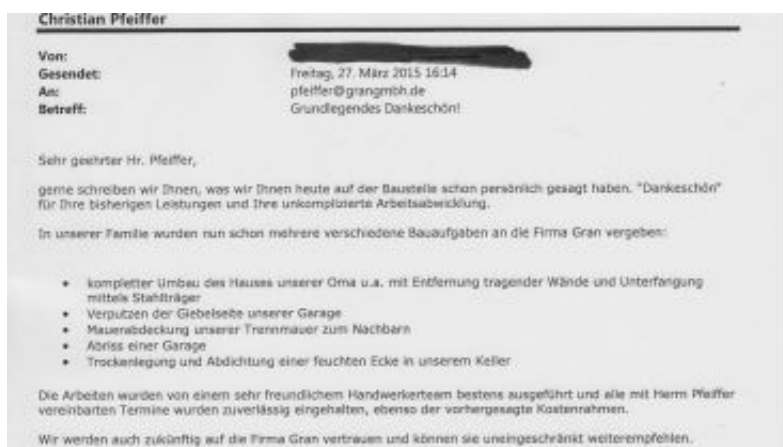 Christian Pfeiffer
Von:
Gesendet: Freitag, 27. März 2015 16:14
An: pfeiffer@grangmbh.de
Betreff: Grundlegendes Dankeschön!
Sehr geehrter Hr. Pfeiffer,
gerne schreiben wir Ihnen, was wir Ihnen heute auf der Baustelle schon persönlich gesagt haben. "Dankeschön"
für Ihre bisherigen Leistungen und Ihre unkomplizierte Arbeitsabwicklung.
In unserer Familie wurden nun schon mehrere verschiedene Bauaufgaben an die Firma Gran vergeben:
• kompletter Umbau des Hauses unserer Oma u.a. mit Entfernung tragender Wände und Unterfangung
mittels Stahlträger
• Verputzen der Giebelseite unserer Garage
• Mauerabdeckung unserer Trennmauer zum Nachbarn
• Abriss einer Garage
• Trockenlegung und Abdichtung einer feuchten Ecke in unserem Keller
Die Arbeiten wurden von einem sehr freundlichem Handwerkerteam bestens ausgeführt und alle mit Herrn Pfeiffer
vereinbarten Termine wurden zuverlässig eingehalten, ebenso der vorhergesagte Kostenrahmen.
Wir werden auch zukünftig auf die Firma Gran vertrauen und können sie uneingeschränkt weiterempfehlen.